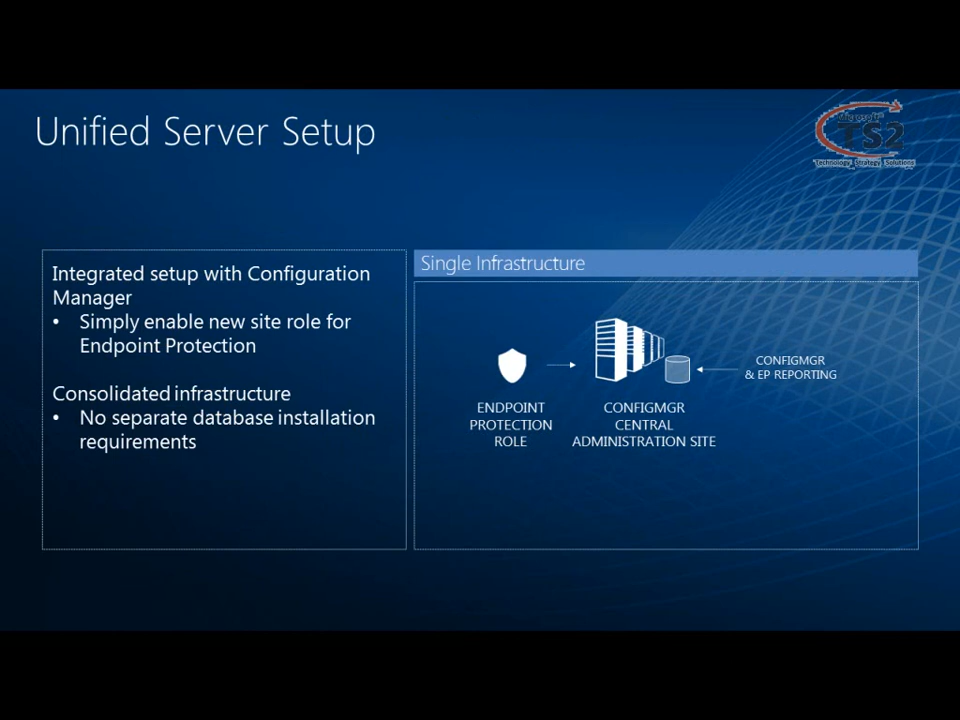 Unified Server Setup
Microsoft
TS2
Technology Strategy Solutions
Integrated setup with Configuration
Manager
• Simply enable new site role for
Endpoint Protection
Consolidated infrastructure
• No separate database installation
requirements
Single Infrastructure
ENDPOINT
PROTECTION
ROLE
CONFIGMGR
CENTRAL
ADMINISTRATION SITE
CONFIGMGR
& EP REPORTING